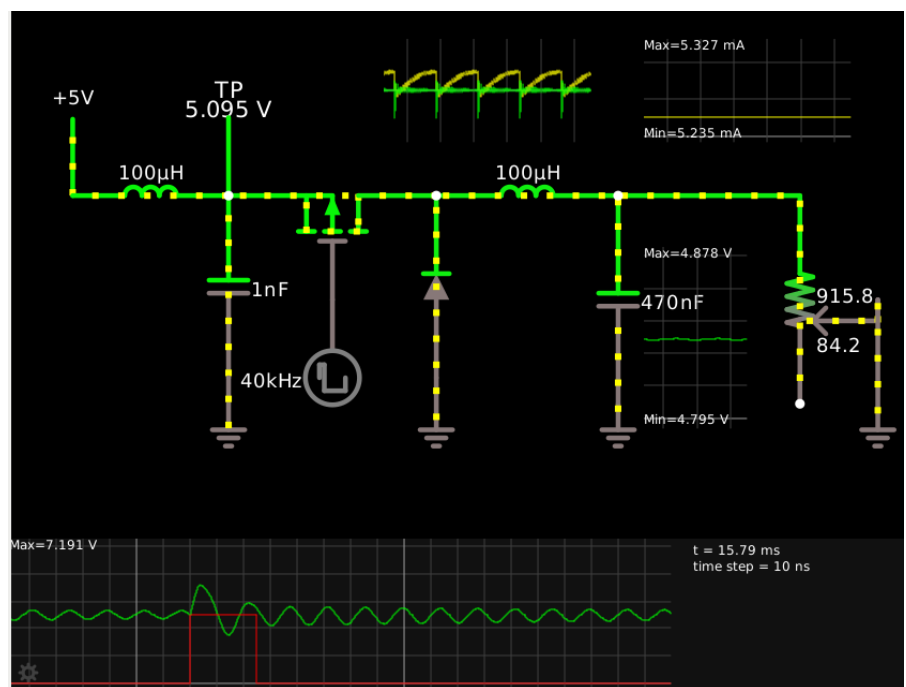 Max=5.327 mA
TP
+5V
5.095 V
Min=5.235 mA
100µH
100µH
Max=4.878 V
1nF
470nF
915.8
84.2
40kHz
Min=4.795 V
Max=7.191 V
t = 15.79 ms
time step = 10 ns